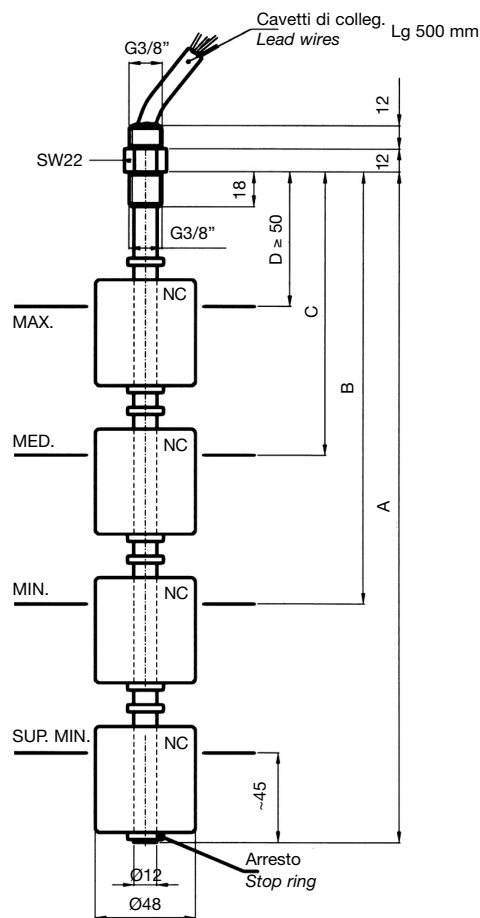 Cavetti di colleg.
Lead wires
Lg 500 mm
G3/8”
12
SW22
12
18
G3/8”
D ≥ 50
NC
MAX.
C
B
MED.
NC
A
MIN.
NC
SUP. MIN.
NC
~45
Arresto
Stop ring
Ø12
Ø48